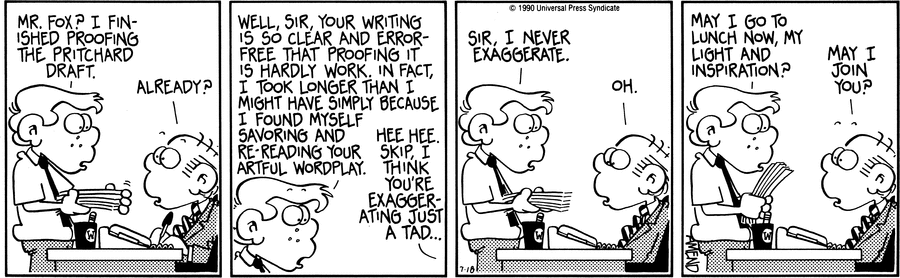 MR. FOX? I FIN-
ISHED PROOFING
THE PRITCHARD
DRAFT.
ALREADY?
W
WELL, SIR, YOUR WRITING
IS SO CLEAR AND ERROR-
FREE THAT PROOFING IT
IS HARDLY WORK. IN FACT,
I TOOK LONGER THAN I
MIGHT HAVE SIMPLY BECAUSE
I FOUND MYSELF
SAVORING AND
RE-READING YOUR
ARTFUL WORDPLAY.
HEE HEE.
SKIP, I
THINK
YOU'RE
EXAGGER-
ATING JUST
A TAD...
© 1990 Universal Press Syndicate
SIR, I NEVER
EXAGGERATE.
OH.
W
7-18
MAY I GO TO
LUNCH NOW, MY
LIGHT AND
INSPIRATION?
MAY I
JOIN
YOU?
W
AMEND